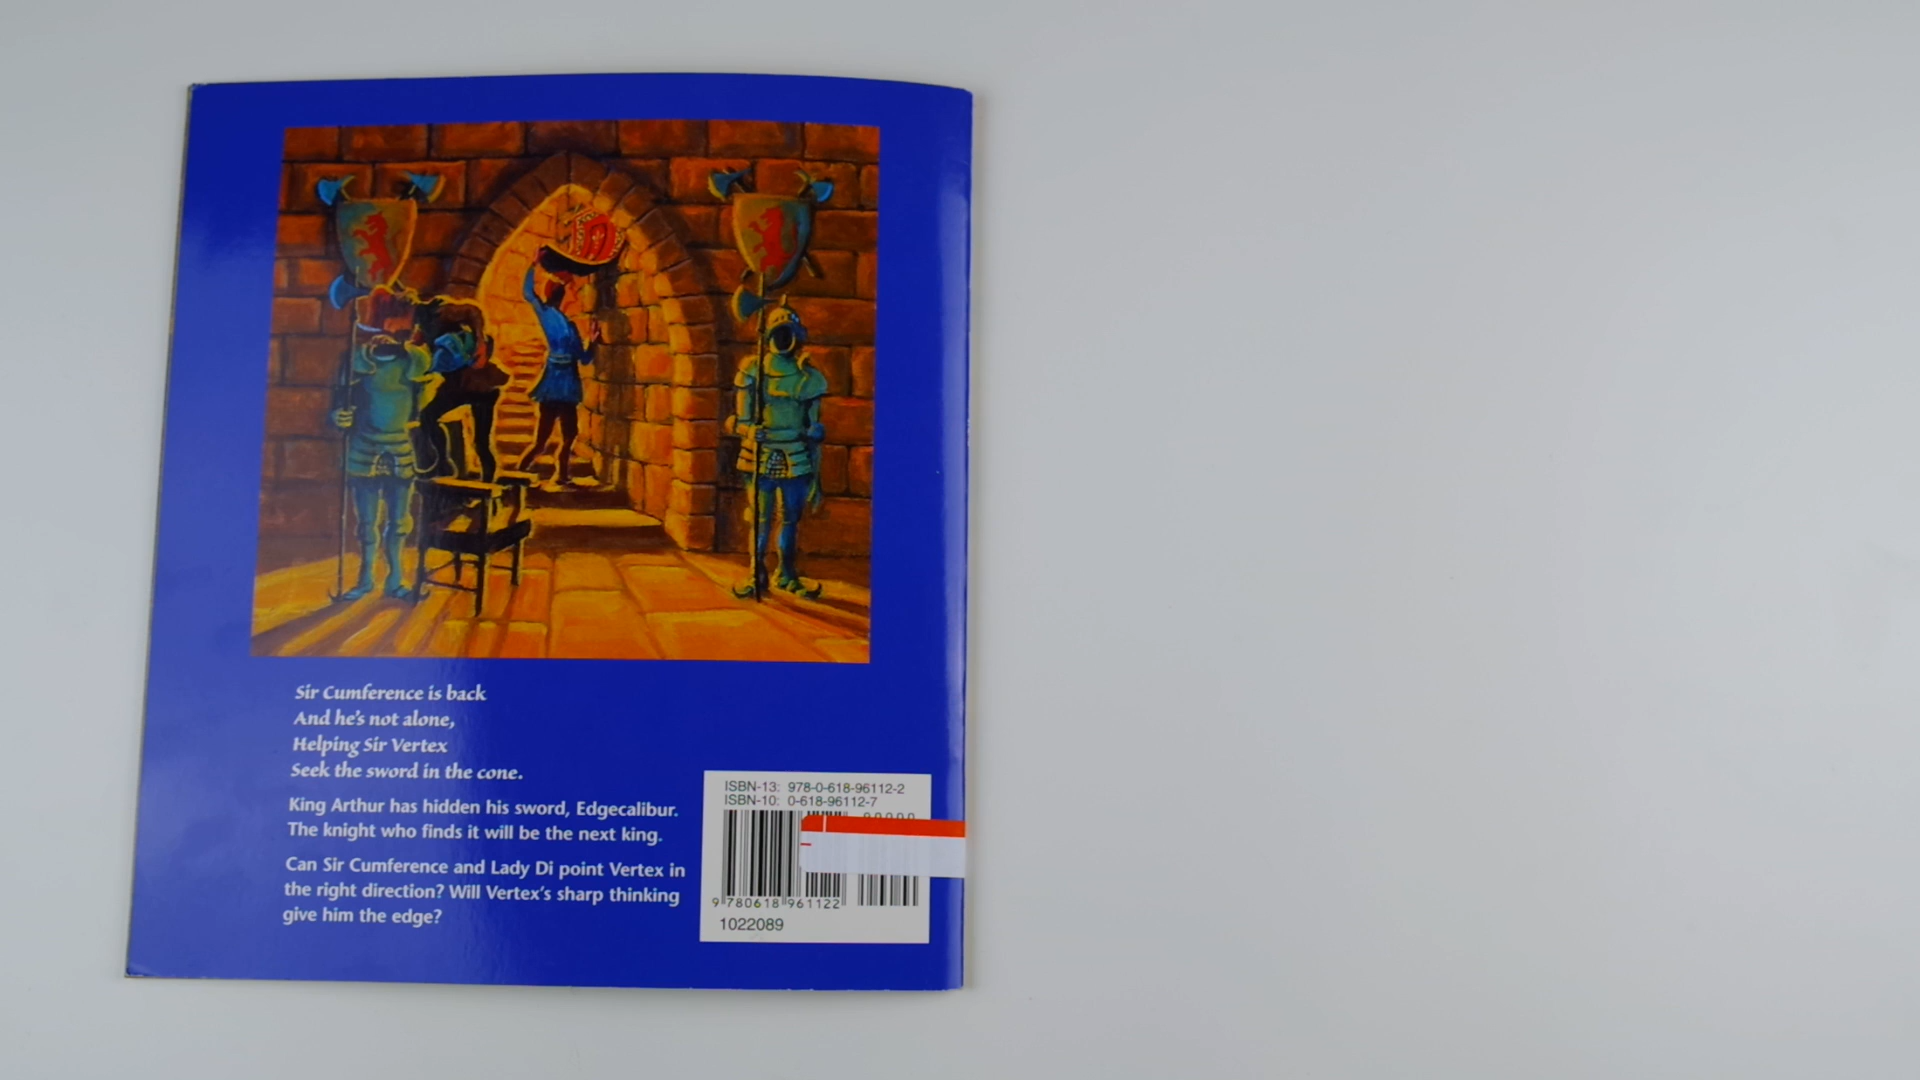 Sir Cumference is back
And he's not alone,
Helping Sir Vertex
Seek the sword in the cone.
King Arthur has hidden his sword, Edgecalibur.
The knight who finds it will be the next king.
Can Sir Cumference and Lady Di point Vertex in
the right direction? Will Vertex's sharp thinking
give him the edge?
ISBN-13: 978-0-618-96112-2
ISBN-10: 0-618-96112-7
90000
9 780618 961122
1022089